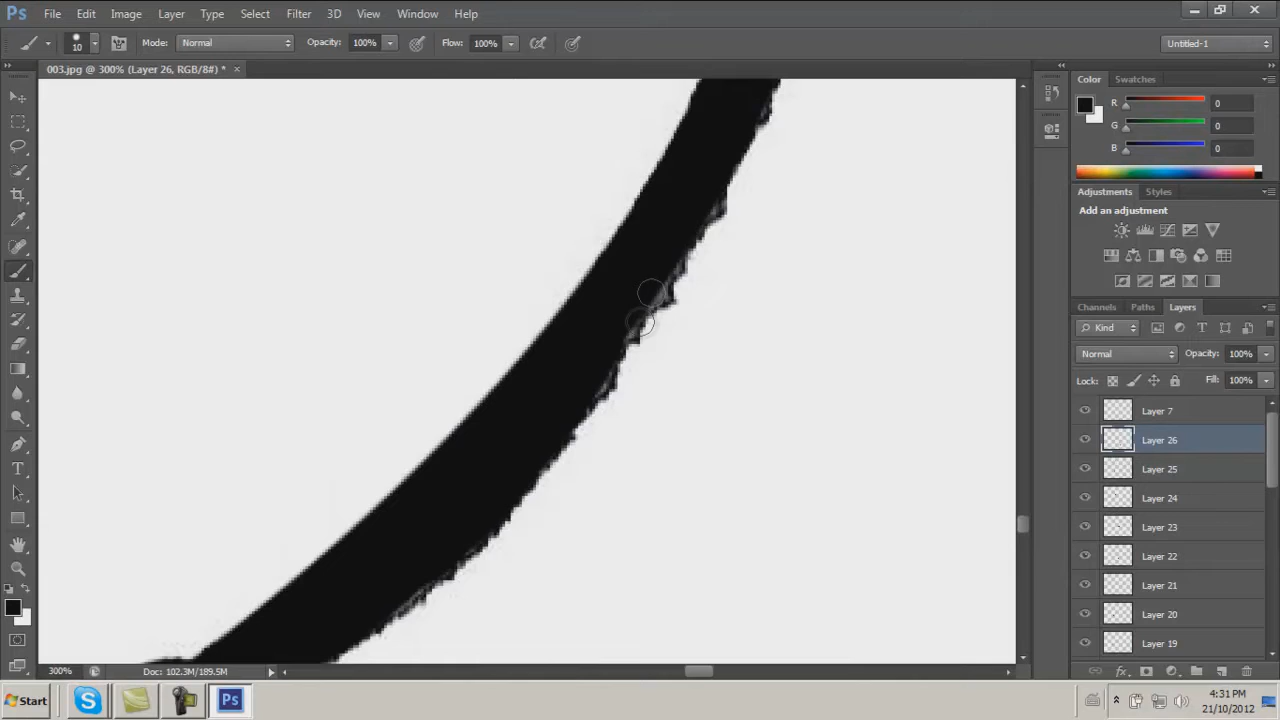 Ps File Edit Image Layer Type Select Filter 3D View Window Help
10 Mode: Normal Opacity: 100% Flow: 100% Untitled-1
003.jpg @ 300% (Layer 26, RGB/8#) * ×
Color Swatches
R 0
G 0
B 0
Adjustments Styles
Add an adjustment
Channels Paths Layers
Kind
Normal Opacity: 100%
Lock: Fill: 100%
Layer 7
Layer 26
Layer 25
Layer 24
Layer 23
Layer 22
Layer 21
Layer 20
Layer 19
300% Doc: 102.3M/189.5M
Start Ps
4:31 PM
21/10/2012